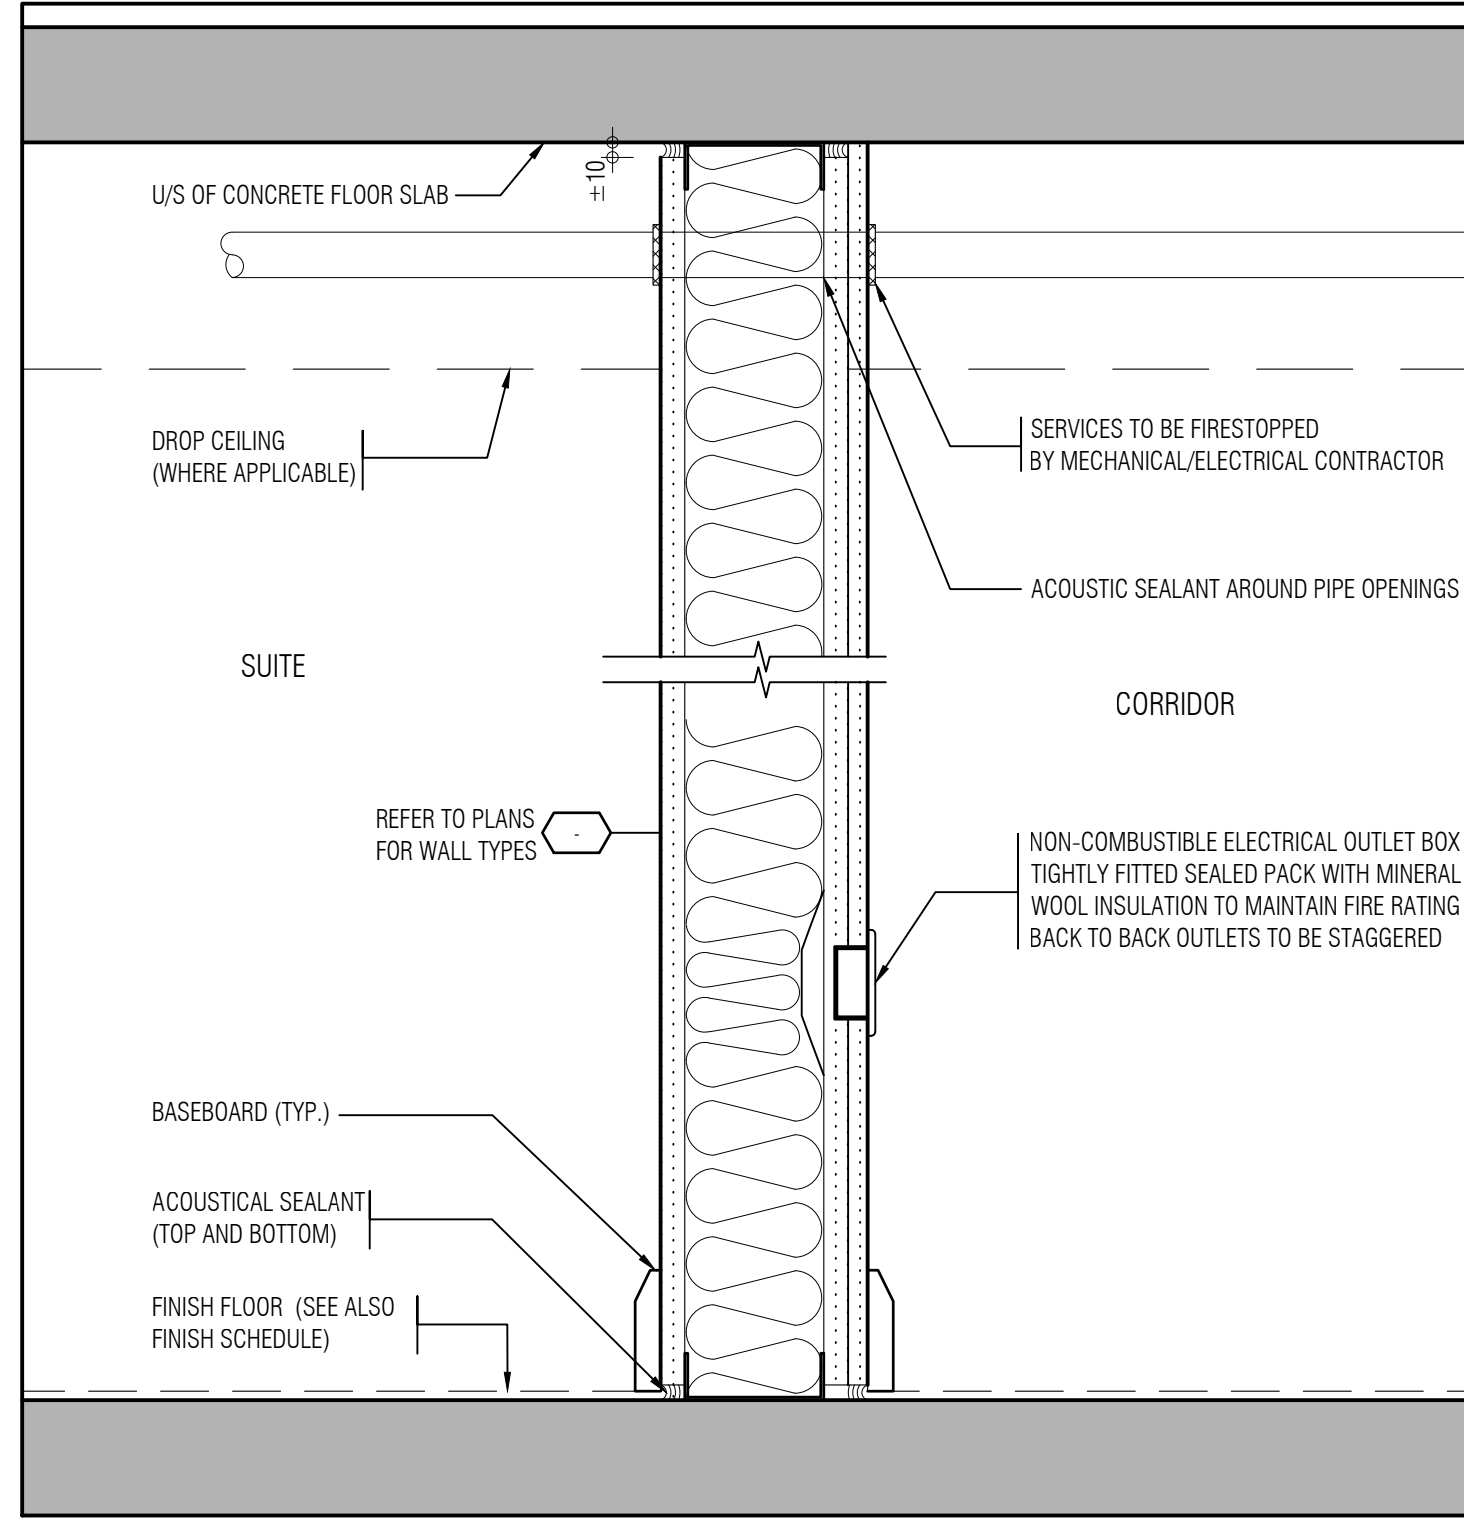 ±10
U/S OF CONCRETE FLOOR SLAB
DROP CEILING
(WHERE APPLICABLE)
SERVICES TO BE FIRESTOPPED
BY MECHANICAL/ELECTRICAL CONTRACTOR
ACOUSTIC SEALANT AROUND PIPE OPENINGS
SUITE
CORRIDOR
REFER TO PLANS
FOR WALL TYPES
-
NON-COMBUSTIBLE ELECTRICAL OUTLET BOX
TIGHTLY FITTED SEALED PACK WITH MINERAL
WOOL INSULATION TO MAINTAIN FIRE RATING
BACK TO BACK OUTLETS TO BE STAGGERED
BASEBOARD (TYP.)
ACOUSTICAL SEALANT
(TOP AND BOTTOM)
FINISH FLOOR (SEE ALSO
FINISH SCHEDULE)